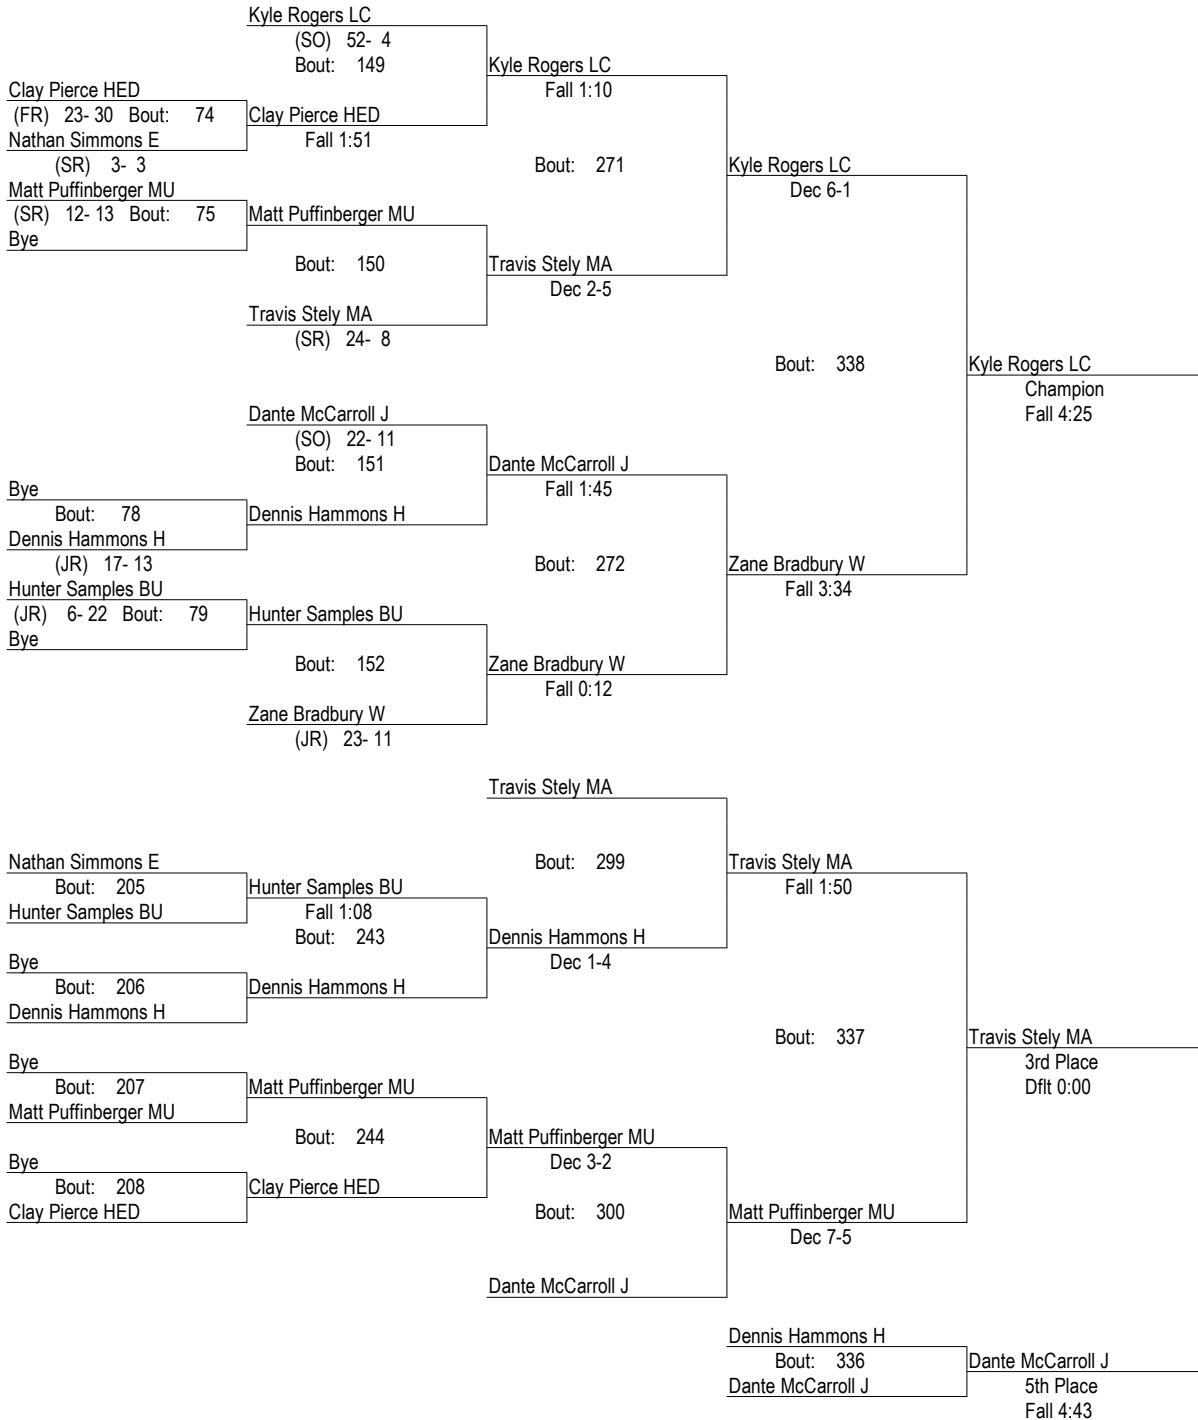 Kyle Rogers LC
(SO) 52- 4
Bout: 149
Kyle Rogers LC
Fall 1:10
Clay Pierce HED
(FR) 23- 30 Bout: 74
Clay Pierce HED
Fall 1:51
Nathan Simmons E
(SR) 3- 3
Bout: 271
Kyle Rogers LC
Dec 6-1
Matt Puffinberger MU
(SR) 12- 13 Bout: 75
Matt Puffinberger MU
Bye
Bout: 150
Travis Stely MA
Dec 2-5
Travis Stely MA
(SR) 24- 8
Bout: 338
Kyle Rogers LC
Champion
Fall 4:25
Dante McCarroll J
(SO) 22- 11
Bout: 151
Dante McCarroll J
Fall 1:45
Bye
Bout: 78
Dennis Hammons H
Dennis Hammons H
(JR) 17- 13
Bout: 272
Zane Bradbury W
Fall 3:34
Hunter Samples BU
(JR) 6- 22 Bout: 79
Hunter Samples BU
Bye
Bout: 152
Zane Bradbury W
Fall 0:12
Zane Bradbury W
(JR) 23- 11
Travis Stely MA
Bout: 299
Travis Stely MA
Fall 1:50
Nathan Simmons E
Bout: 205
Hunter Samples BU
Fall 1:08
Hunter Samples BU
Bout: 243
Dennis Hammons H
Dec 1-4
Bye
Bout: 206
Dennis Hammons H
Dennis Hammons H
Bout: 337
Travis Stely MA
3rd Place
Dflt 0:00
Bye
Bout: 207
Matt Puffinberger MU
Matt Puffinberger MU
Bout: 244
Matt Puffinberger MU
Dec 3-2
Bye
Bout: 208
Clay Pierce HED
Clay Pierce HED
Bout: 300
Matt Puffinberger MU
Dec 7-5
Dante McCarroll J
Dennis Hammons H
Bout: 336
Dante McCarroll J
Dante McCarroll J
5th Place
Fall 4:43